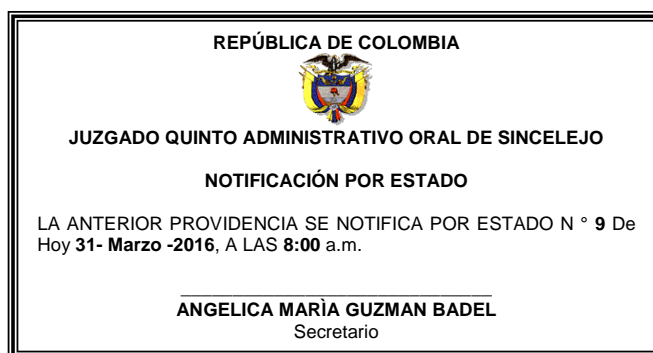 REPÚBLICA DE COLOMBIA
JUZGADO QUINTO ADMINISTRATIVO ORAL DE SINCELEJO
NOTIFICACIÓN POR ESTADO
LA ANTERIOR PROVIDENCIA SE NOTIFICA POR ESTADO N ° 9 De
Hoy 31- Marzo -2016, A LAS 8:00 a.m.
ANGELICA MARÌA GUZMAN BADEL
Secretario